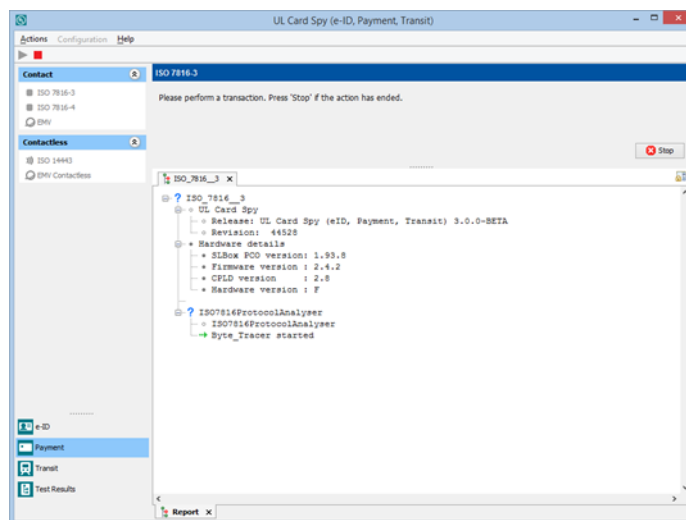 UL Card Spy (e-ID, Payment, Transit)
Actions Configuration Help
Contact
ISO 7816-3
ISO 7816-4
EMV
Contactless
ISO 14443
EMV Contactless
e-ID
Payment
Transit
Test Results
ISO 7816-3
Please perform a transaction. Press 'Stop' if the action has ended.
Stop
ISO_7816__3
ISO_7816__3
UL Card Spy
Release: UL Card Spy (eID, Payment, Transit) 3.0.0-BETA
Revision: 44528
Hardware details
SLBox PCO version: 1.93.8
Firmware version : 2.4.2
CPLD version : 2.8
Hardware version : F
ISO7816ProtocolAnalyser
ISO7816ProtocolAnalyser
Byte_Tracer started
Report